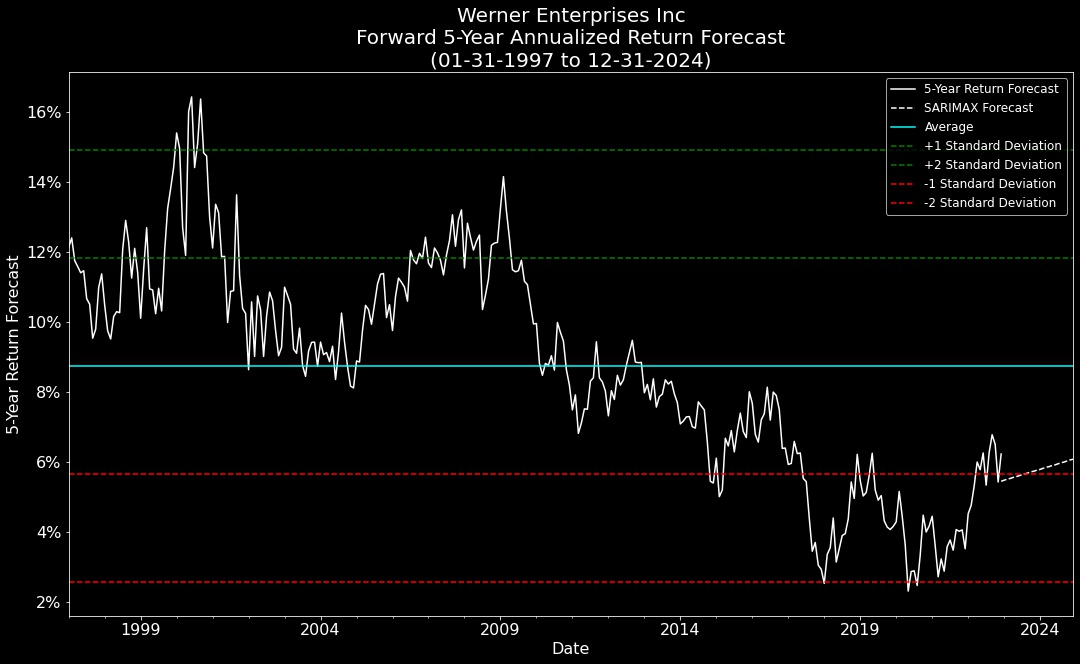 Werner Enterprises Inc
Forward 5-Year Annualized Return Forecast
(01-31-1997 to 12-31-2024)
5-Year Return Forecast
SARIMAX Forecast
Average
+1 Standard Deviation
+2 Standard Deviation
-1 Standard Deviation
-2 Standard Deviation
5-Year Return Forecast
16%
14%
12%
10%
8%
6%
4%
2%
1999
2004
2009
2014
2019
2024
Date